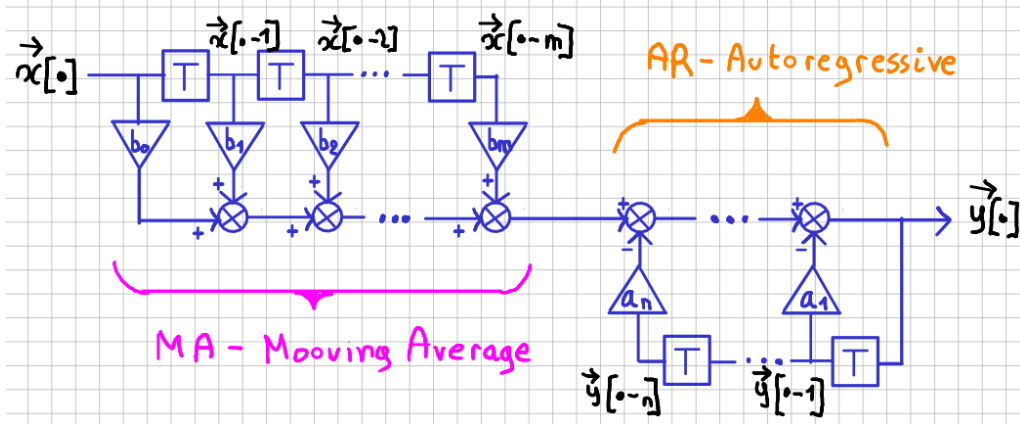 x⃗[•] x⃗[•-1] x⃗[•-2] x⃗[•-m]
T T ... T
AR - Autoregressive
b₀ b₁ b₂ bₘ
+ + +
+ + ... + + ... +
y⃗[•]
- -
aₙ a₁
T ... T
y⃗[•-n] y⃗[•-1]
MA - Mooving Average